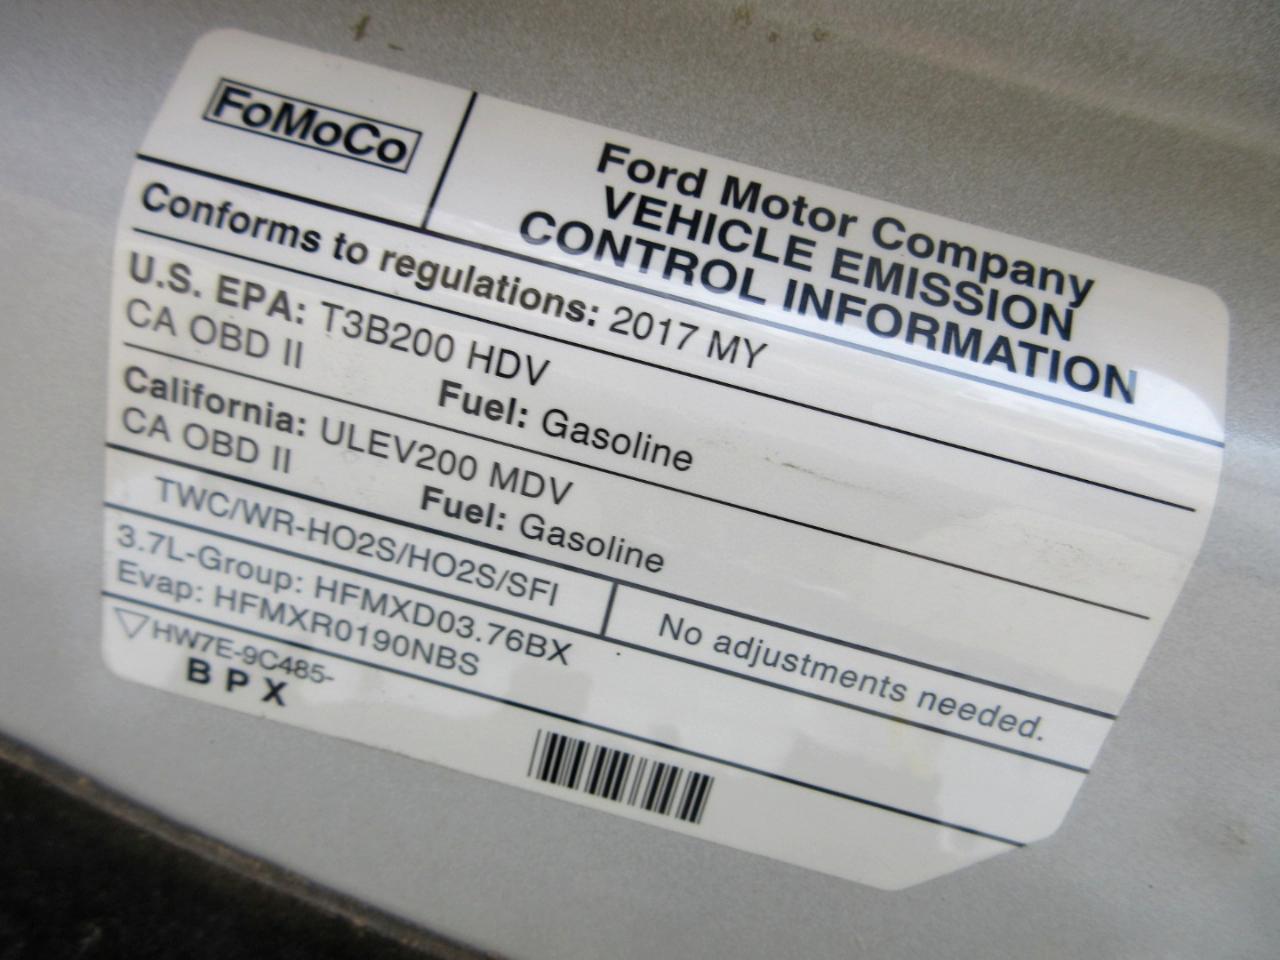 FoMoCo
Ford Motor Company
VEHICLE EMISSION
CONTROL INFORMATION
Conforms to regulations: 2017 MY
U.S. EPA: T3B200 HDV
CA OBD II Fuel: Gasoline
California: ULEV200 MDV
CA OBD II Fuel: Gasoline
TWC/WR-HO2S/HO2S/SFI
No adjustments needed.
3.7L-Group: HFMXD03.76BX
Evap: HFMXR0190NBS
HW7E-9C485-
B P X